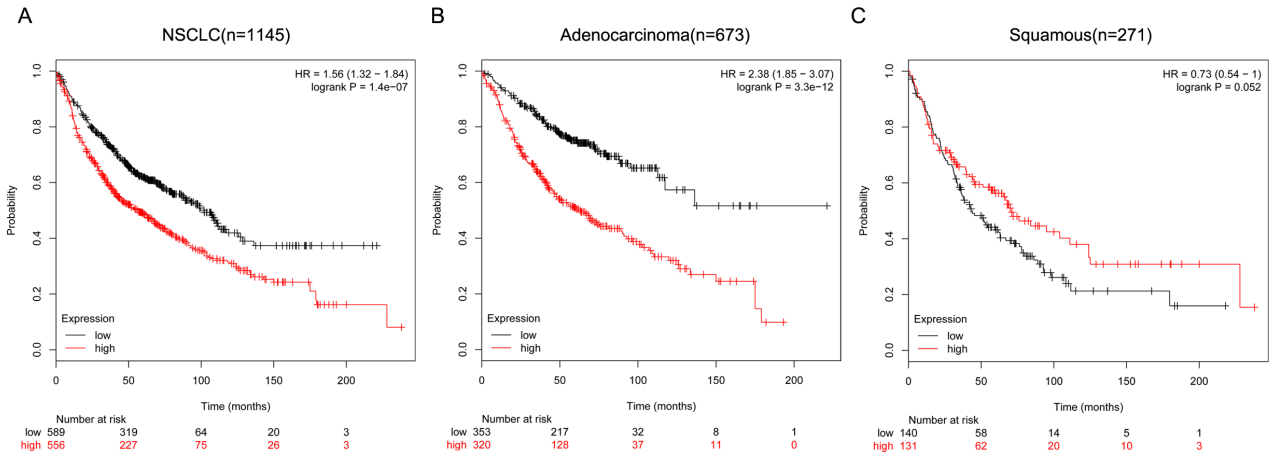 A
NSCLC(n=1145)
HR = 1.56 (1.32 − 1.84)
logrank P = 1.4e−07
Probability
1.0
0.8
0.6
0.4
0.2
0.0
Expression
low
high
0 50 100 150 200
Time (months)
Number at risk
low 589 319 64 20 3
high 556 227 75 26 3
B
Adenocarcinoma(n=673)
HR = 2.38 (1.85 − 3.07)
logrank P = 3.3e−12
Probability
1.0
0.8
0.6
0.4
0.2
0.0
Expression
low
high
0 50 100 150 200
Time (months)
Number at risk
low 353 217 32 8 1
high 320 128 37 11 0
C
Squamous(n=271)
HR = 0.73 (0.54 − 1)
logrank P = 0.052
Probability
1.0
0.8
0.6
0.4
0.2
0.0
Expression
low
high
0 50 100 150 200
Time (months)
Number at risk
low 140 58 14 5 1
high 131 62 20 10 3